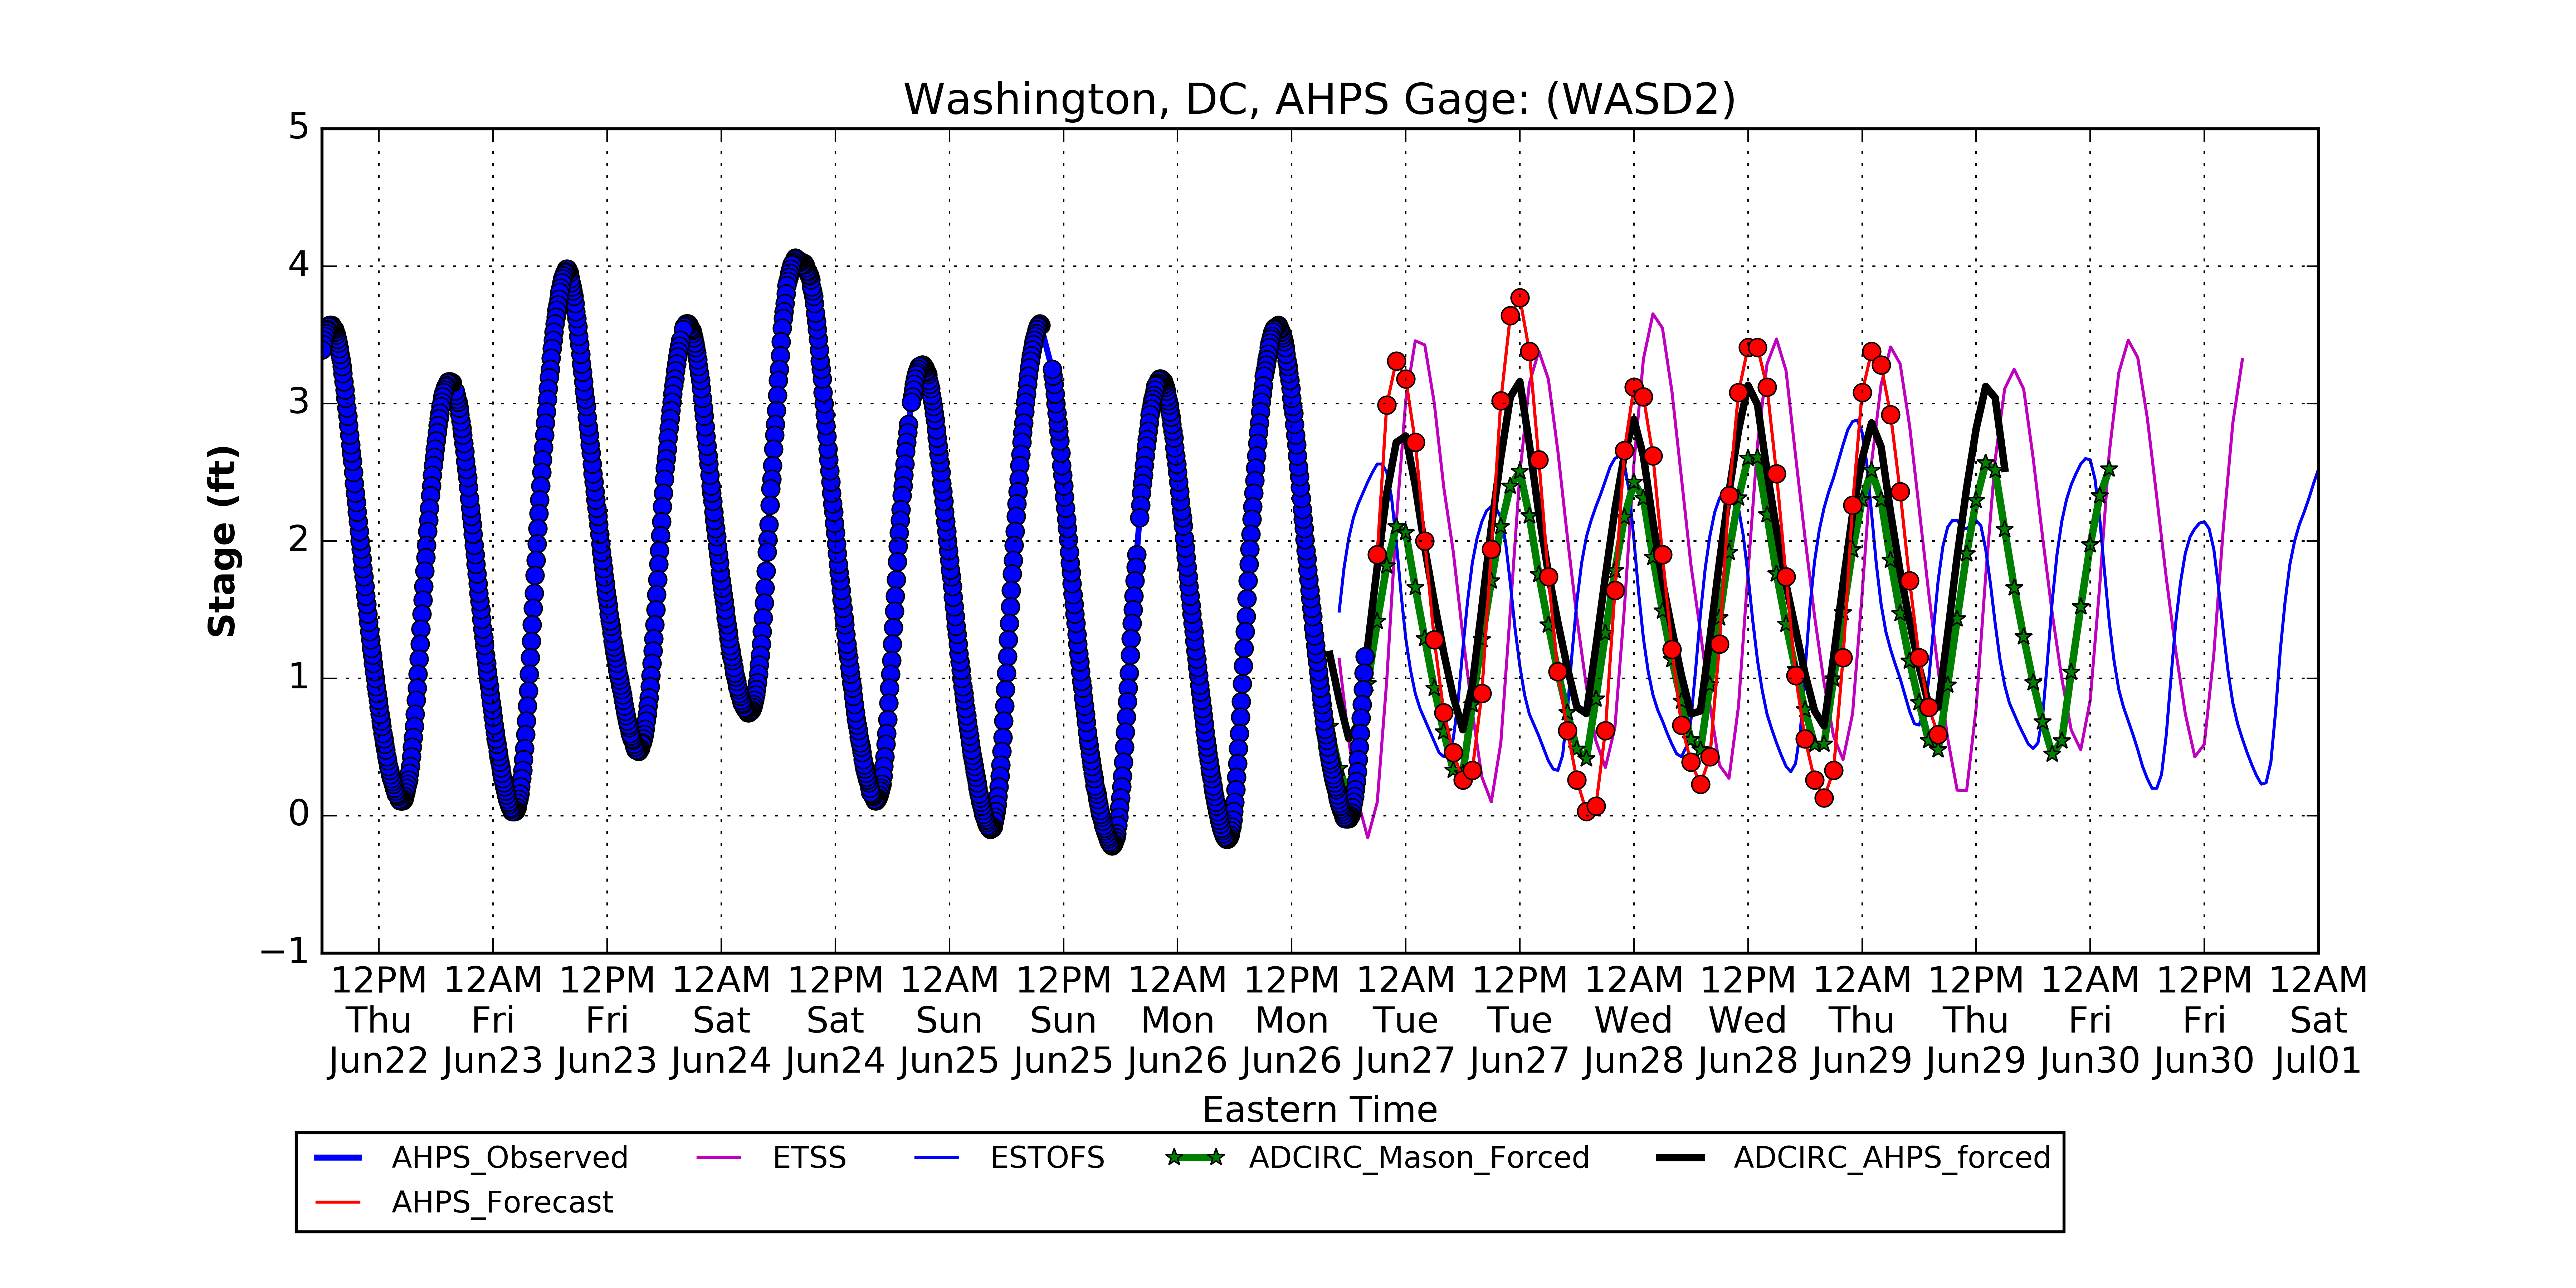 Washington, DC, AHPS Gage: (WASD2)
5
4
3
2
1
0
−1
Stage (ft)
12PM 12AM 12PM 12AM 12PM 12AM 12PM 12AM 12PM 12AM 12PM 12AM 12PM 12AM 12PM 12AM 12PM 12AM
Thu Fri Fri Sat Sat Sun Sun Mon Mon Tue Tue Wed Wed Thu Thu Fri Fri Sat
Jun22 Jun23 Jun23 Jun24 Jun24 Jun25 Jun25 Jun26 Jun26 Jun27 Jun27 Jun28 Jun28 Jun29 Jun29 Jun30 Jun30 Jul01
Eastern Time
AHPS_Observed ETSS ESTOFS ADCIRC_Mason_Forced ADCIRC_AHPS_forced
AHPS_Forecast